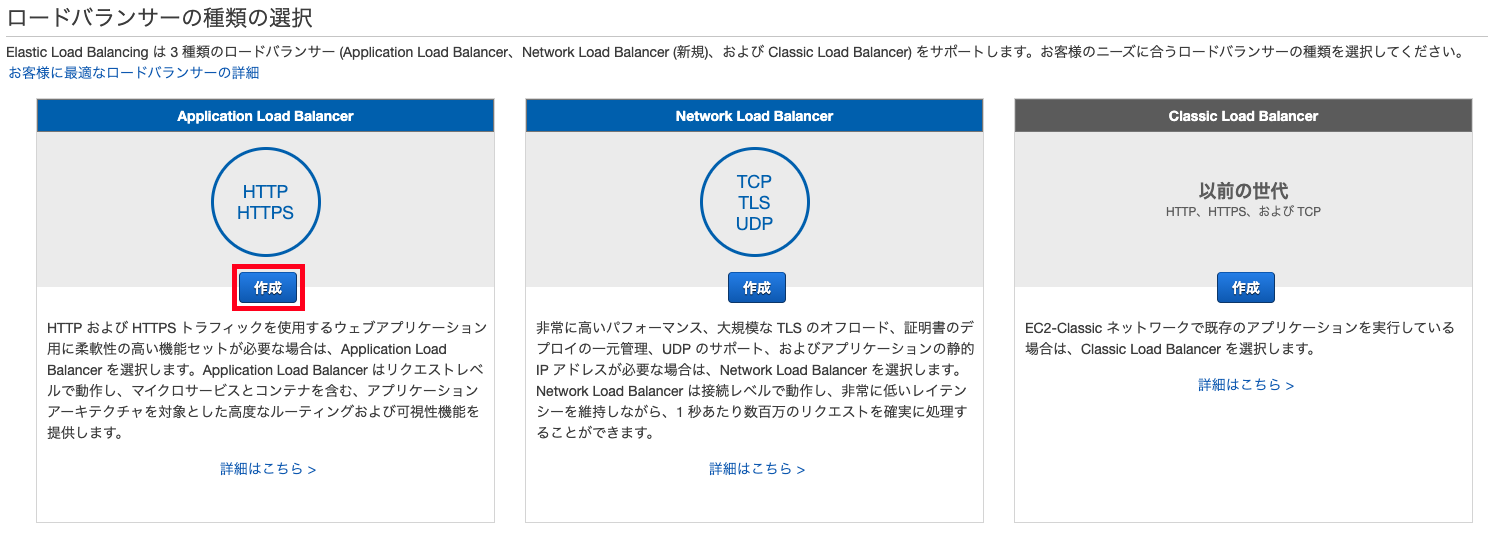 ロードバランサーの種類の選択
Elastic Load Balancing は 3 種類のロードバランサー (Application Load Balancer、Network Load Balancer (新規)、および Classic Load Balancer) をサポートします。お客様のニーズに合うロードバランサーの種類を選択してください。
お客様に最適なロードバランサーの詳細
Application Load Balancer
HTTP
HTTPS
作成
HTTP および HTTPS トラフィックを使用するウェブアプリケーション
用に柔軟性の高い機能セットが必要な場合は、Application Load
Balancer を選択します。Application Load Balancer はリクエストレベ
ルで動作し、マイクロサービスとコンテナを含む、アプリケーション
アーキテクチャを対象とした高度なルーティングおよび可視性機能を
提供します。
詳細はこちら >
Network Load Balancer
TCP
TLS
UDP
作成
非常に高いパフォーマンス、大規模な TLS のオフロード、証明書のデ
プロイの一元管理、UDP のサポート、およびアプリケーションの静的
IP アドレスが必要な場合は、Network Load Balancer を選択します。
Network Load Balancer は接続レベルで動作し、非常に低いレイテン
シーを維持しながら、1 秒あたり数百万のリクエストを確実に処理す
ることができます。
詳細はこちら >
Classic Load Balancer
以前の世代
HTTP、HTTPS、および TCP
作成
EC2-Classic ネットワークで既存のアプリケーションを実行している
場合は、Classic Load Balancer を選択します。
詳細はこちら >